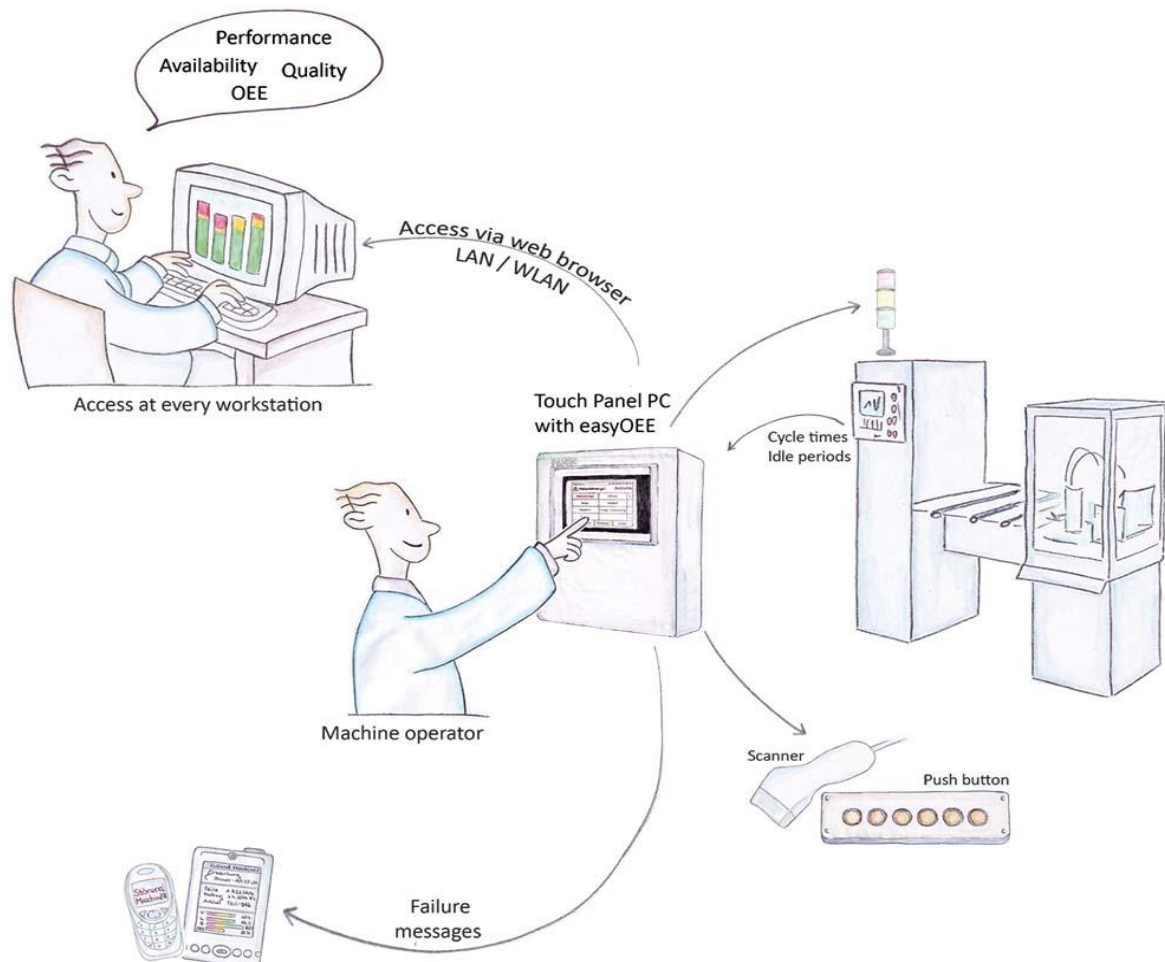 Performance
Availability Quality
OEE
Access via web browser
LAN / WLAN
Access at every workstation
Touch Panel PC
with easyOEE
Cycle times
Idle periods
Machine operator
Scanner
Push button
Störung
Failure
messages